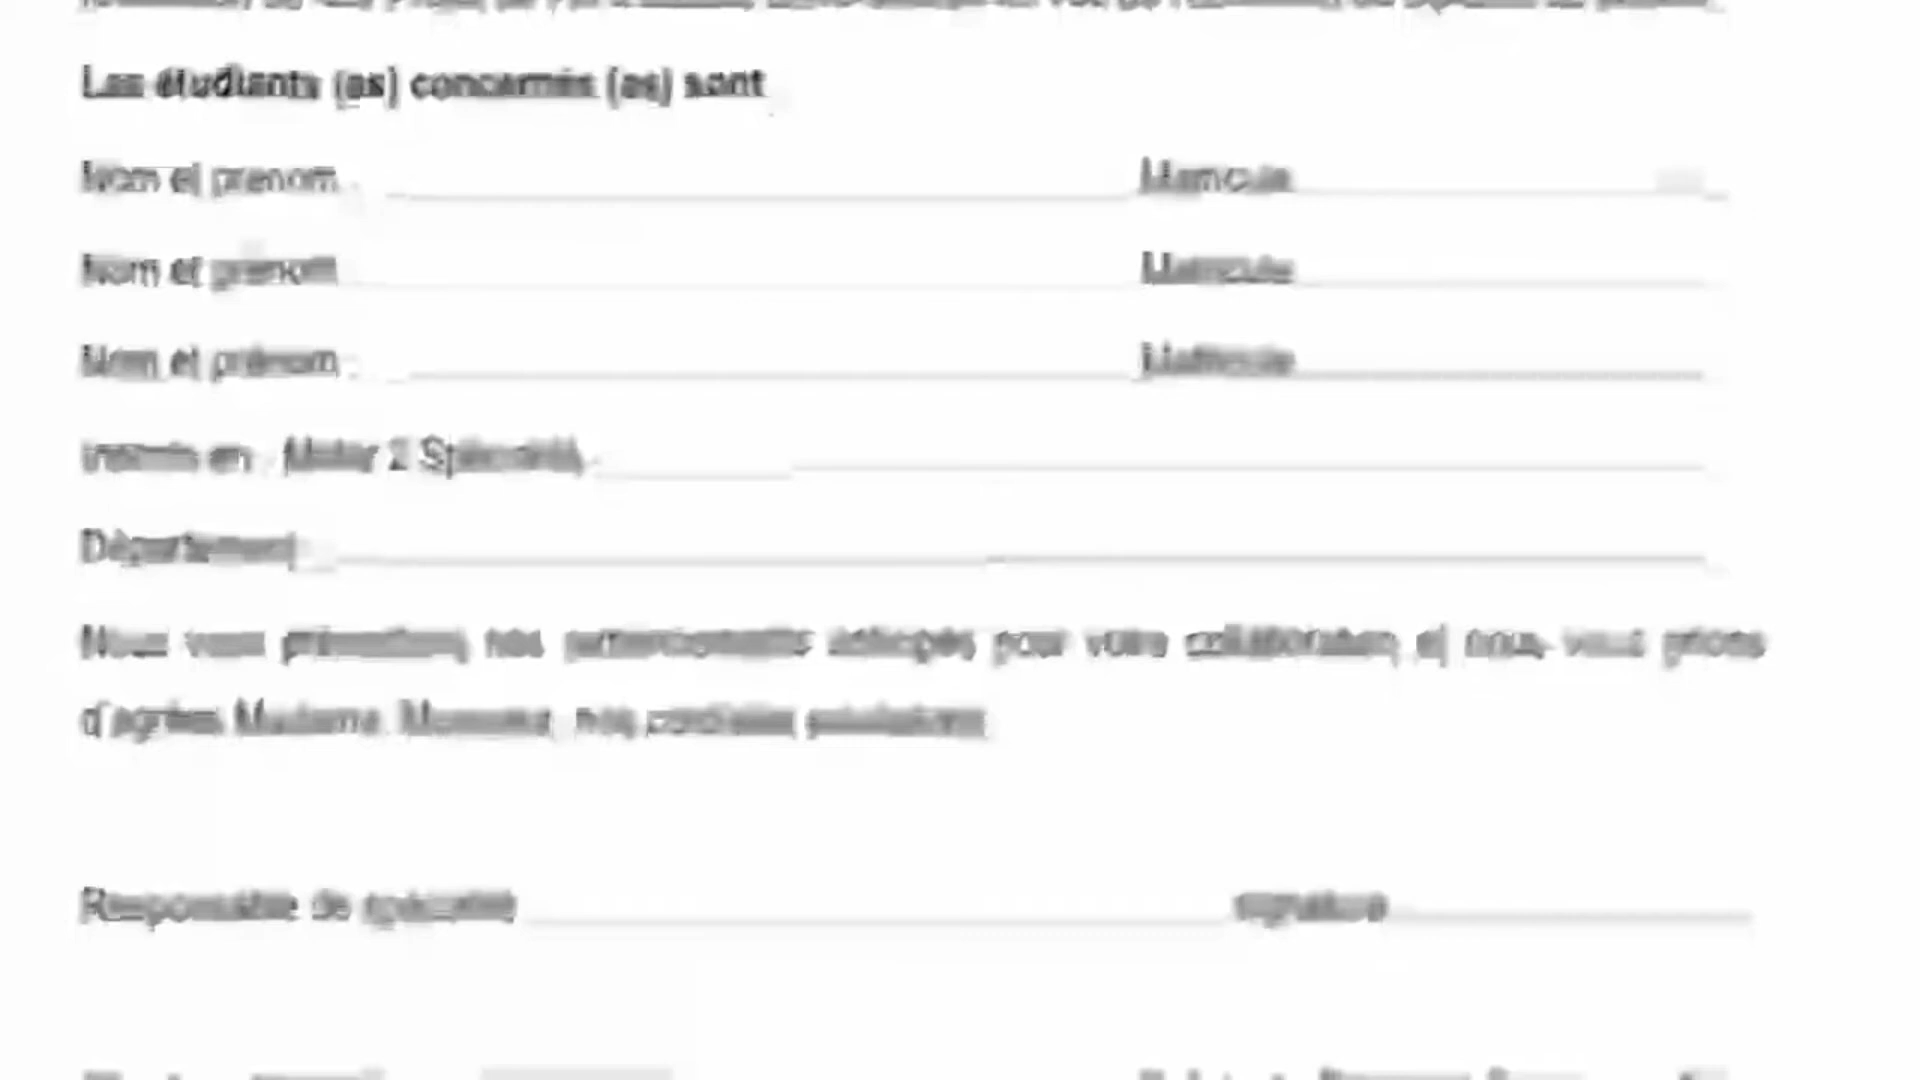 Les étudiants (es) concernés (es) sont
Nom et prénom : Matricule
Nom et prénom Matricule
Nom et prénom : Matricule
inscrits en : Master 2 Spécialité
Département
Nous vous présentons nos remerciements anticipés pour votre collaboration et nous vous prions
d'agréer Madame, Monsieur, nos cordiales salutations
Responsable de spécialité signature